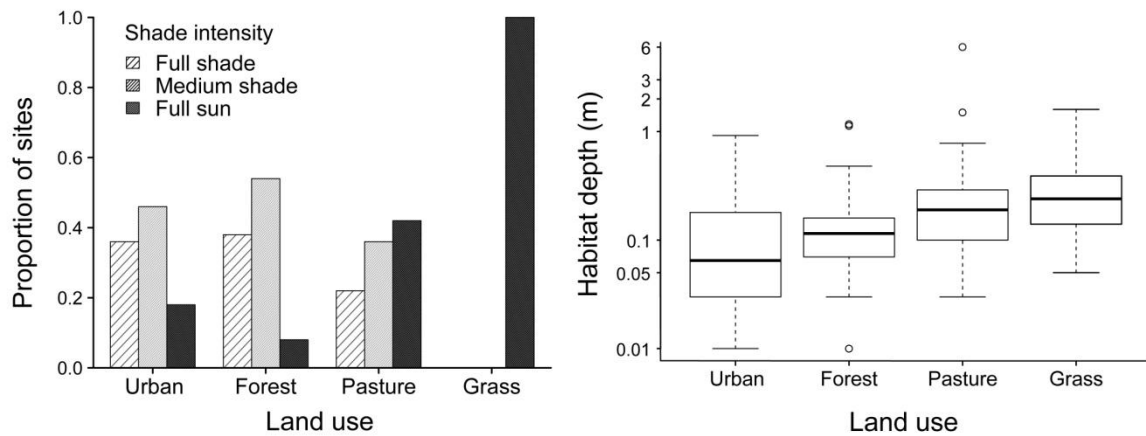 Shade intensity
Full shade
Medium shade
Full sun
Proportion of sites
1.0
0.8
0.6
0.4
0.2
0.0
Urban Forest Pasture Grass
Land use
Habitat depth (m)
6
3
2
1
0.1
0.05
0.01
Urban Forest Pasture Grass
Land use